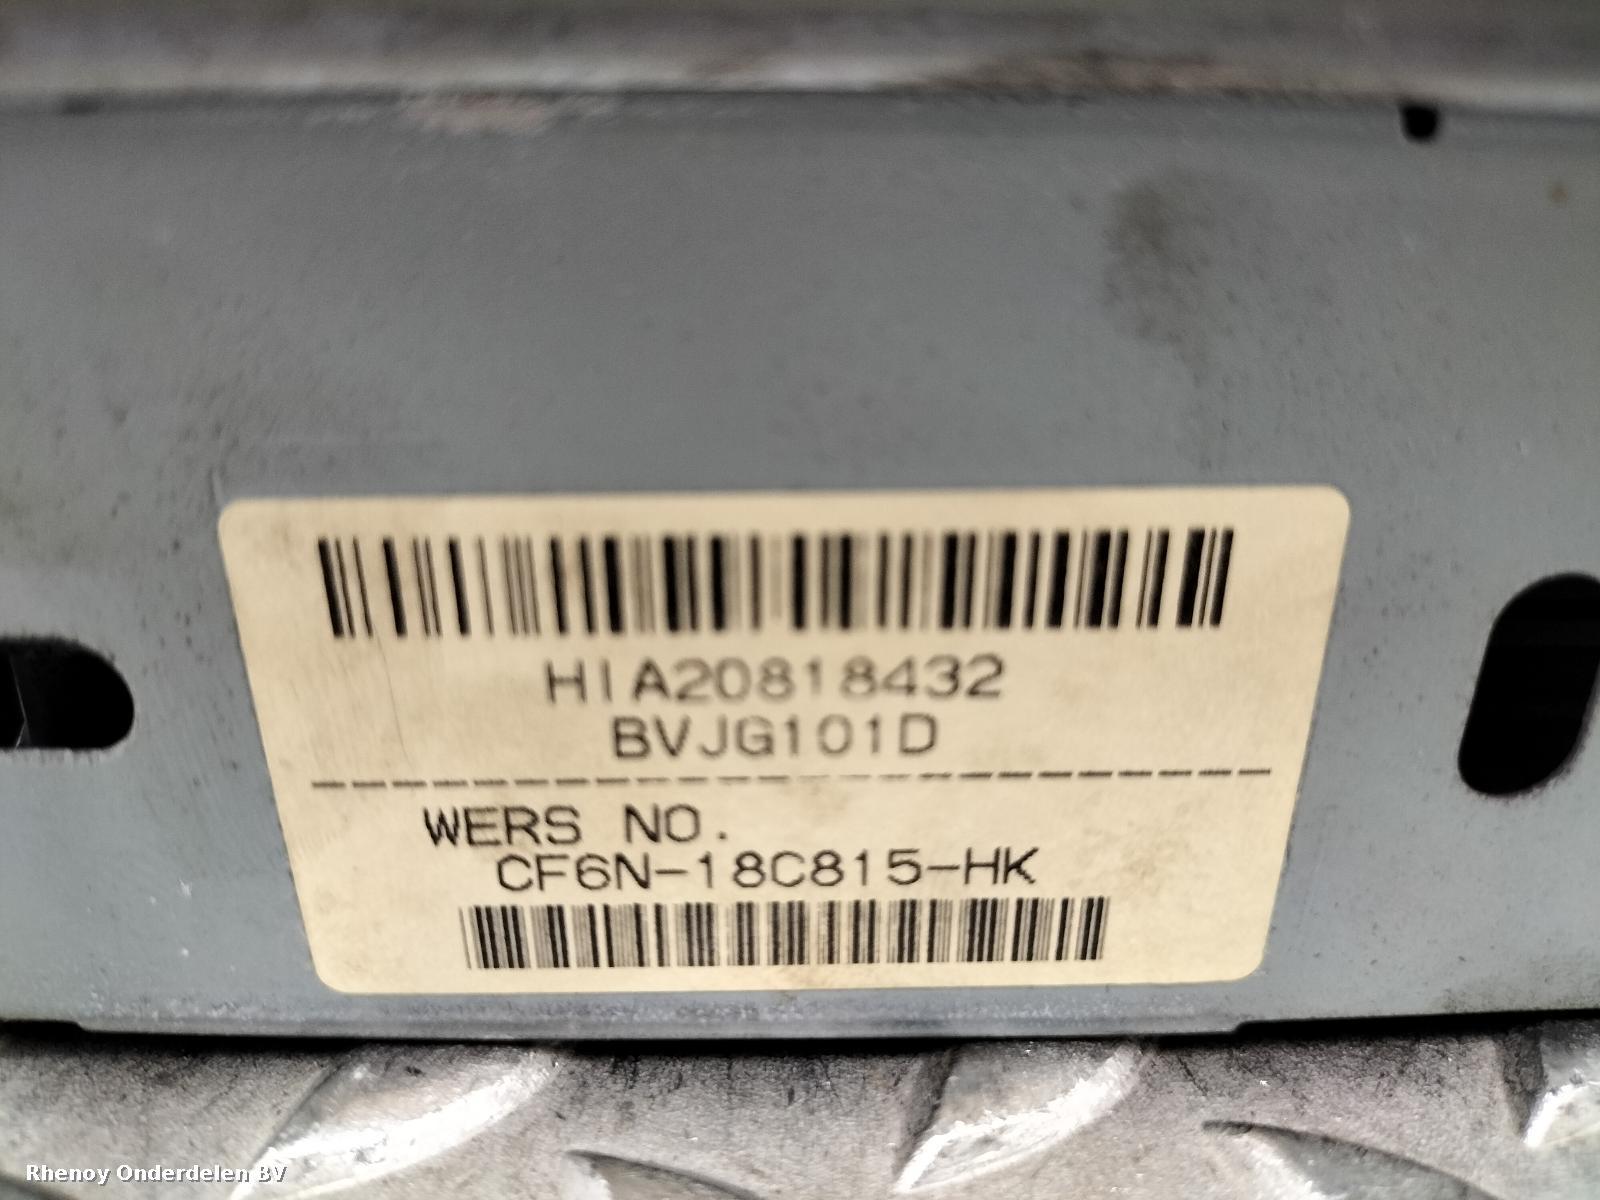 HIA20818432
BVJG101D
WERS NO.
CF6N-18C815-HK
Rhenoy Onderdelen BV